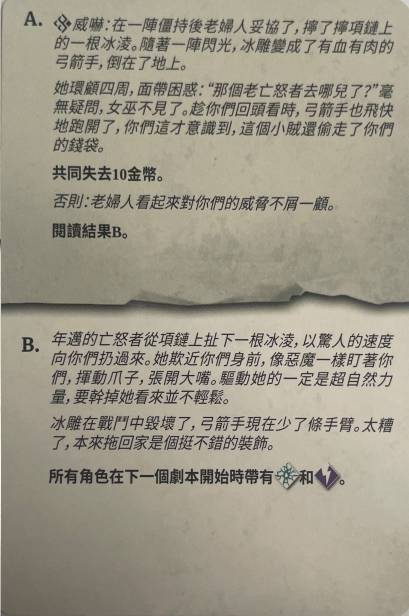 A. 威嚇：在一陣僵持後老婦人妥協了，擰了擰項鏈上
的一根冰凌。隨著一陣閃光，冰雕變成了有血有肉的
弓箭手，倒在了地上。
她環顧四周，面帶困惑：“那個老亡怒者去哪兒了？”毫
無疑問，女巫不見了。趁你們回頭看時，弓箭手也飛快
地跑開了，你們這才意識到，這個小賊還偷走了你們
的錢袋。
共同失去10金幣。
否則：老婦人看起來對你們的威脅不屑一顧。
閱讀結果B。
B. 年邁的亡怒者從項鏈上扯下一根冰凌，以驚人的速度
向你們扔過來。她欺近你們身前，像惡魔一樣盯著你
們，揮動爪子，張開大嘴。驅動她的一定是超自然力
量，要幹掉她看來並不輕鬆。
冰雕在戰鬥中毀壞了，弓箭手現在少了條手臂。太糟
了，本來拖回家是個挺不錯的裝飾。
所有角色在下一個劇本開始時帶有和。